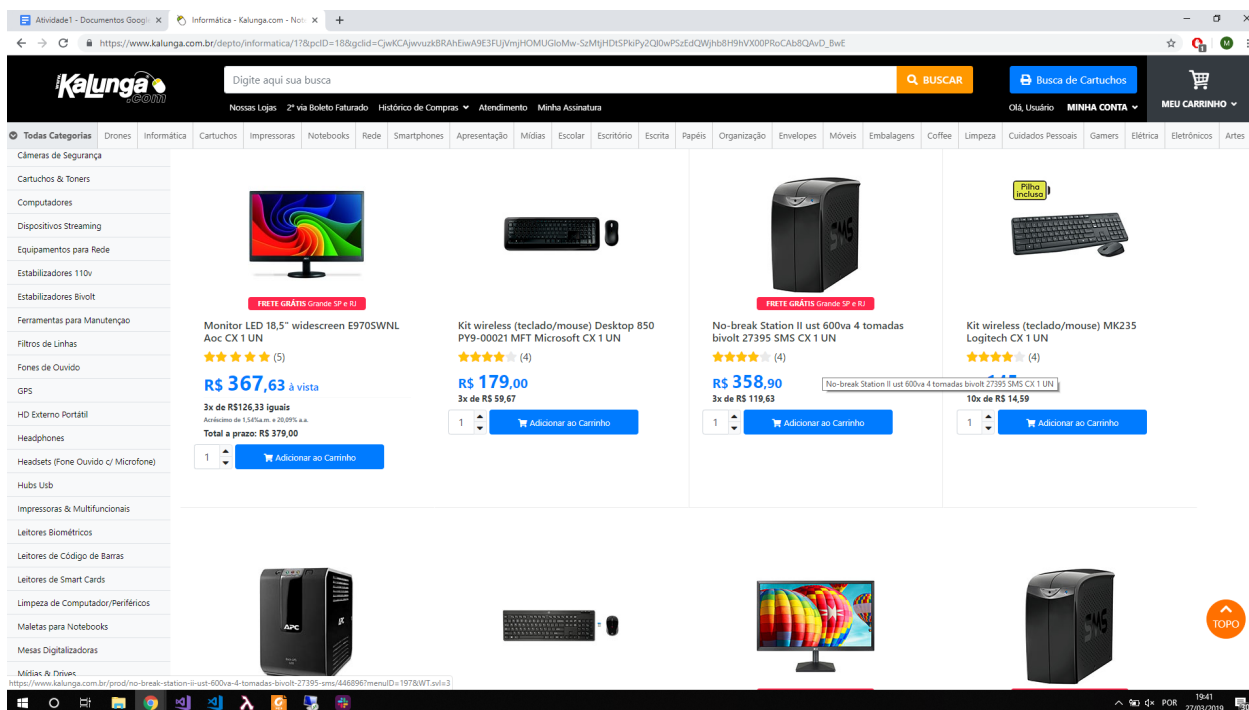 Atividade1 - Documentos Googl
Informática - Kalunga.com - Not
https://www.kalunga.com.br/depto/informatica/1?&pcID=18&gclid=CjwKCAjwvuzkBRAhEiwA9E3FUjVmjHOMUGIoMw-SzMtjHDtSPkiPy2QI0wPSzEdQWjhb8H9hVX00PRoCAb8QAvD_BwE
M
Kalunga
.com
Digite aqui sua busca
BUSCAR
Busca de Cartuchos
MEU CARRINHO
Nossas Lojas 2ª via Boleto Faturado Histórico de Compras Atendimento Minha Assinatura
Olá, Usuário MINHA CONTA
Todas Categorias Drones Informática Cartuchos Impressoras Notebooks Rede Smartphones Apresentação Mídias Escolar Escritório Escrita Papéis Organização Envelopes Móveis Embalagens Coffee Limpeza Cuidados Pessoais Gamers Elétrica Eletrônicos Artes
Câmeras de Segurança
Cartuchos & Toners
Computadores
Dispositivos Streaming
Equipamentos para Rede
Estabilizadores 110v
Estabilizadores Bivolt
Ferramentas para Manutençao
Filtros de Linhas
Fones de Ouvido
GPS
HD Externo Portátil
Headphones
Headsets (Fone Ouvido c/ Microfone)
Hubs Usb
Impressoras & Multifuncionais
Leitores Biométricos
Leitores de Código de Barras
Leitores de Smart Cards
Limpeza de Computador/Periféricos
Maletas para Notebooks
Mesas Digitalizadoras
Mídias & Drives
FRETE GRÁTIS Grande SP e RJ
Monitor LED 18,5" widescreen E970SWNL
Aoc CX 1 UN
(5)
R$ 367,63 à vista
3x de R$126,33 iguais
Acréscimo de 1,54%a.m. e 20,09% a.a.
Total a prazo: R$ 379,00
1
Adicionar ao Carrinho
Kit wireless (teclado/mouse) Desktop 850
PY9-00021 MFT Microsoft CX 1 UN
(4)
R$ 179,00
3x de R$ 59,67
1
Adicionar ao Carrinho
SMS
FRETE GRÁTIS Grande SP e RJ
No-break Station II ust 600va 4 tomadas
bivolt 27395 SMS CX 1 UN
(4)
R$ 358,90
3x de R$ 119,63
1
Adicionar ao Carrinho
No-break Station II ust 600va 4 tomadas bivolt 27395 SMS CX 1 UN
Pilha
inclusa
Kit wireless (teclado/mouse) MK235
Logitech CX 1 UN
(4)
10x de R$ 14,59
1
Adicionar ao Carrinho
APC
SMS
TOPO
https://www.kalunga.com.br/prod/no-break-station-ii-ust-600va-4-tomadas-bivolt-27395-sms/446896?menuID=197&WT.svl=3
POR
19:41
27/03/2019